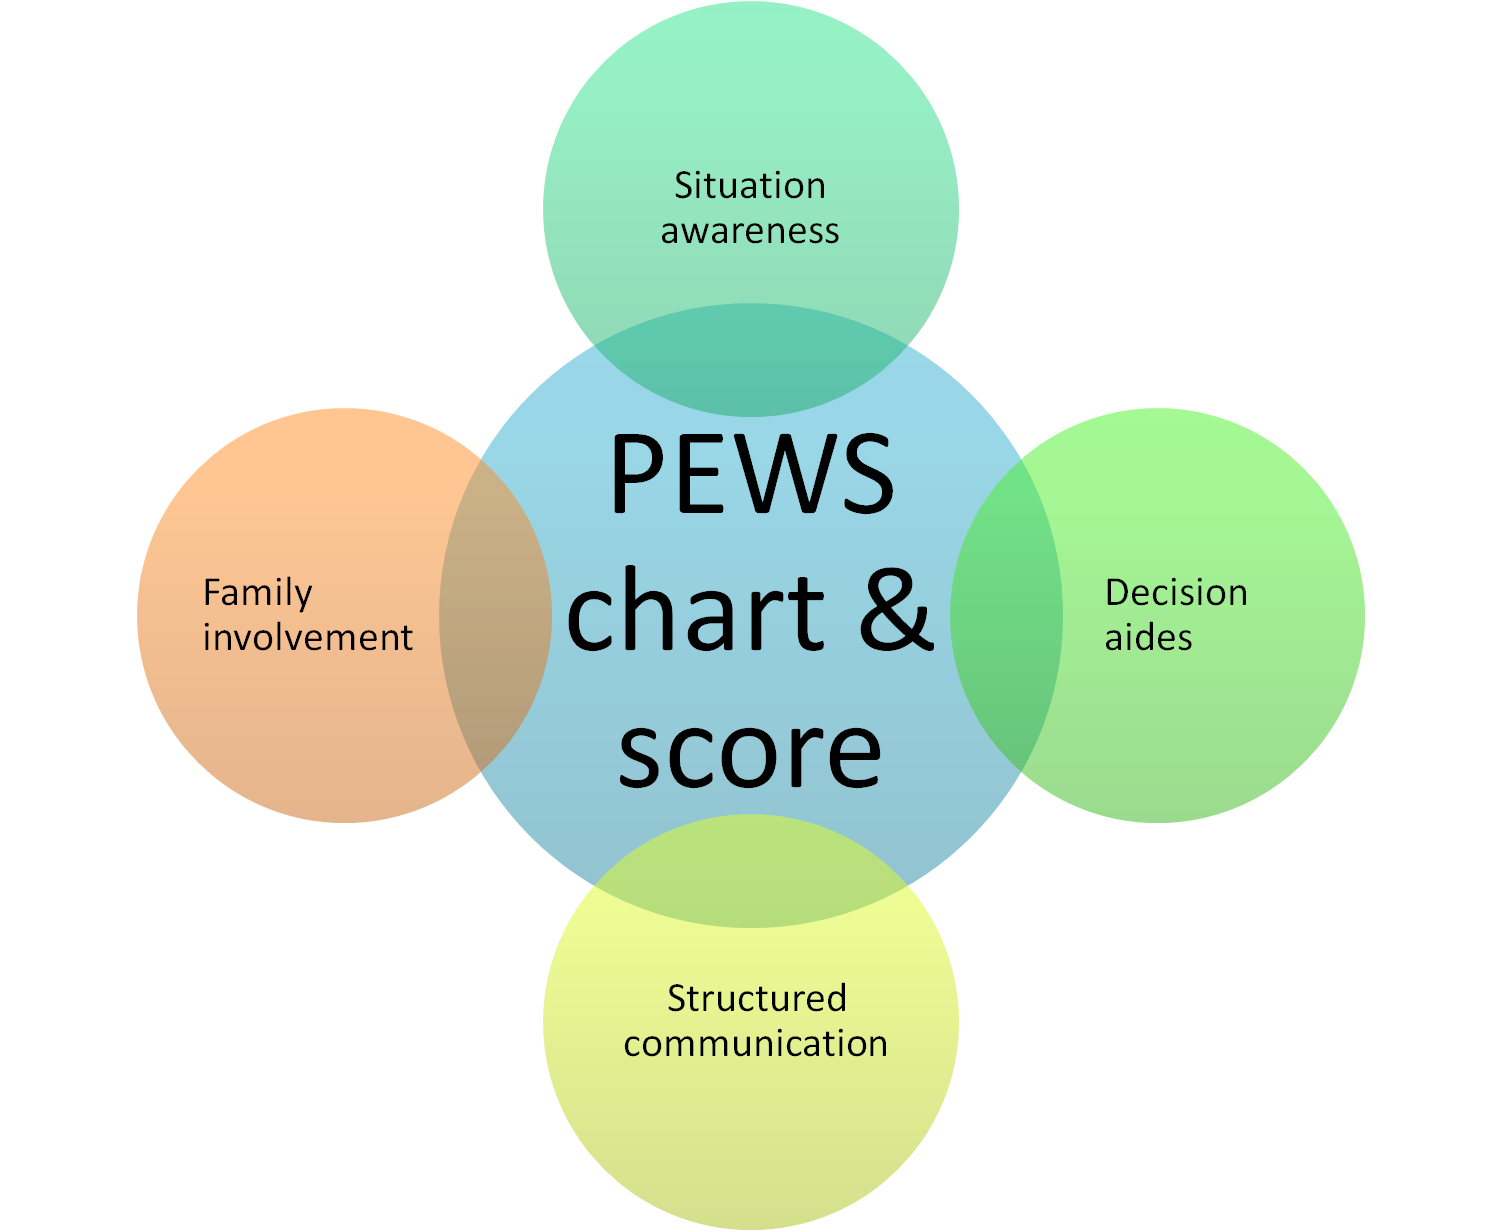 Situation
awareness
PEWS
chart &
score
Family
involvement
Decision
aides
Structured
communication